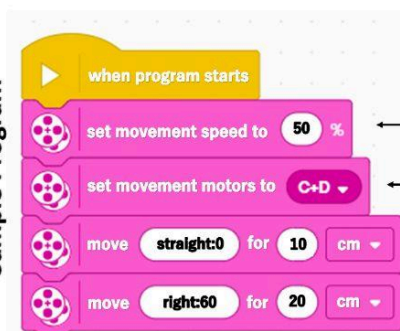 when program starts
set movement speed to 50 %
set movement motors to C+D
move straight:0 for 10 cm
move right:60 for 20 cm